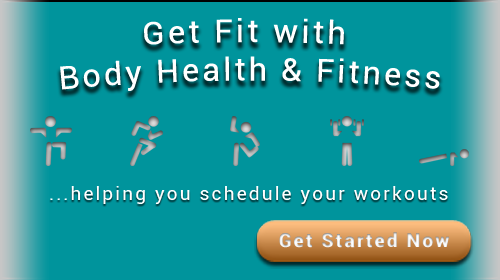 Get Fit with
Body Health & Fitness
...helping you schedule your workouts
Get Started Now